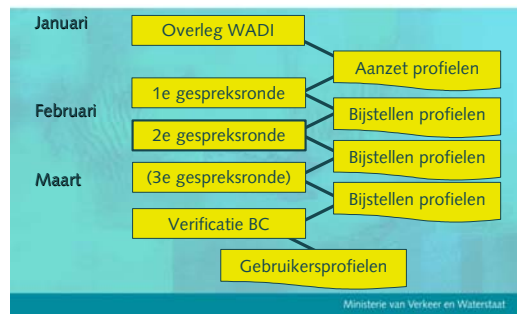 Januari
Overleg WADI
Aanzet profielen
1e gespreksronde
Februari
Bijstellen profielen
2e gespreksronde
Bijstellen profielen
Maart
(3e gespreksronde)
Bijstellen profielen
Verificatie BC
Gebruikersprofielen
Ministerie van Verkeer en Waterstaat